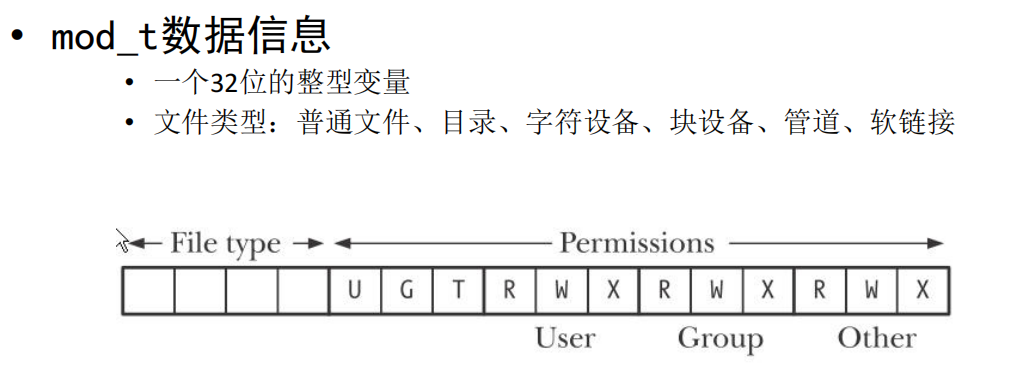 • mod_t数据信息
• 一个32位的整型变量
• 文件类型：普通文件、目录、字符设备、块设备、管道、软链接
File type Permissions
U G T R W X R W X R W X
User Group Other